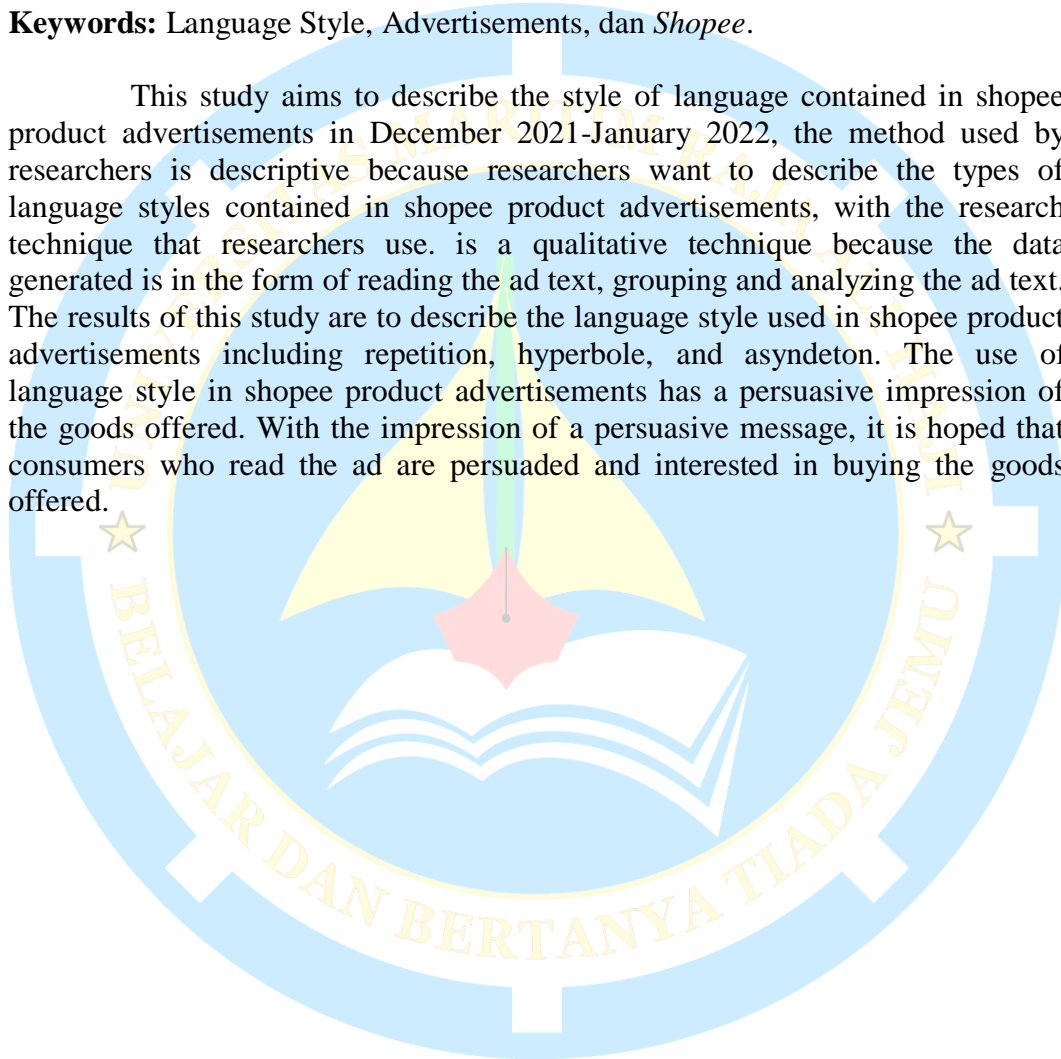 Keywords: Language Style, Advertisements, dan Shopee.
This study aims to describe the style of language contained in shopee
product advertisements in December 2021-January 2022, the method used by
researchers is descriptive because researchers want to describe the types of
language styles contained in shopee product advertisements, with the research
technique that researchers use. is a qualitative technique because the data
generated is in the form of reading the ad text, grouping and analyzing the ad text.
The results of this study are to describe the language style used in shopee product
advertisements including repetition, hyperbole, and asyndeton. The use of
language style in shopee product advertisements has a persuasive impression of
the goods offered. With the impression of a persuasive message, it is hoped that
consumers who read the ad are persuaded and interested in buying the goods
offered.
UNIVERSITAS MARITIM RAJA ALI HAJI
BELAJAR DAN BERTANYA TIADA JEMU